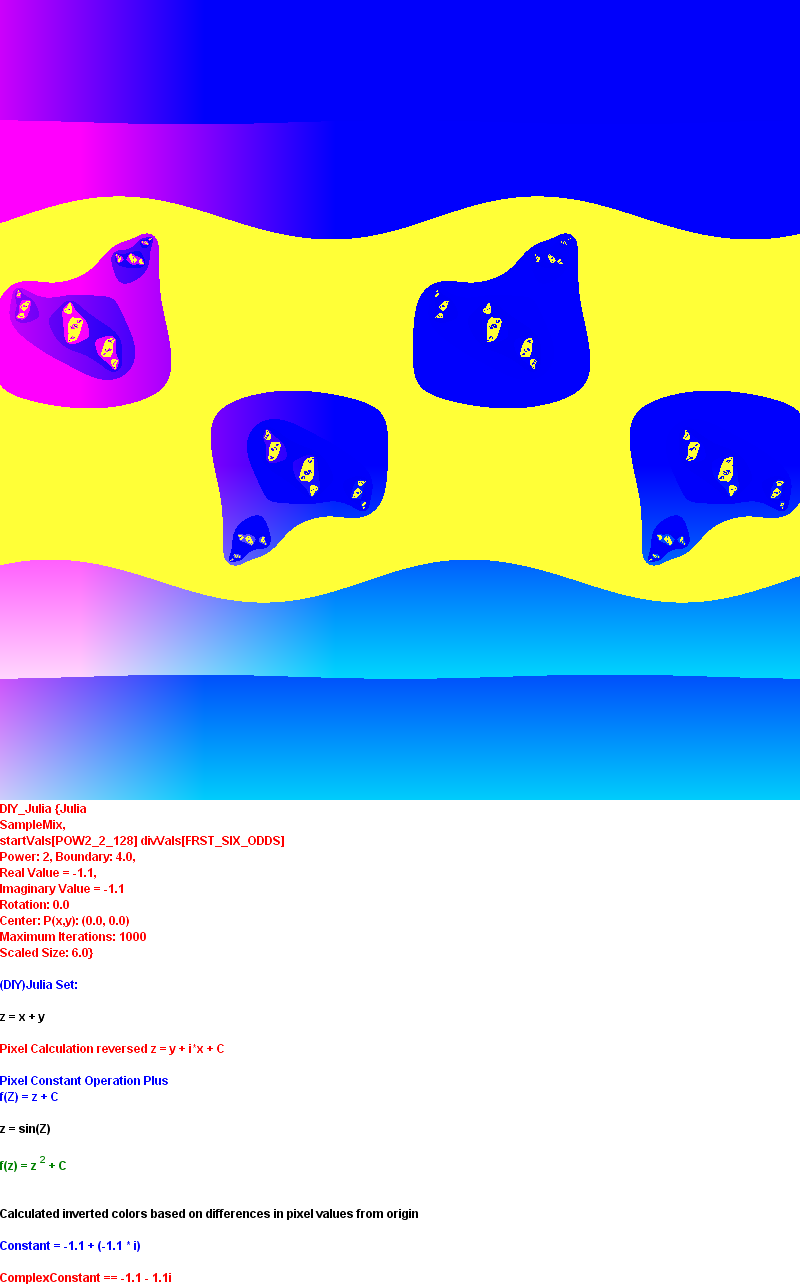 DIY_Julia {Julia
SampleMix,
startVals[POW2_2_128] divVals[FRST_SIX_ODDS]
Power: 2, Boundary: 4.0,
Real Value = -1.1,
Imaginary Value = -1.1
Rotation: 0.0
Center: P(x,y): (0.0, 0.0)
Maximum Iterations: 1000
Scaled Size: 6.0}
(DIY)Julia Set:
z = x + y
Pixel Calculation reversed z = y + i*x + C
Pixel Constant Operation Plus
f(Z) = z + C
z = sin(Z)
f(z) = z 2 + C
Calculated inverted colors based on differences in pixel values from origin
Constant = -1.1 + (-1.1 * i)
ComplexConstant == -1.1 - 1.1i